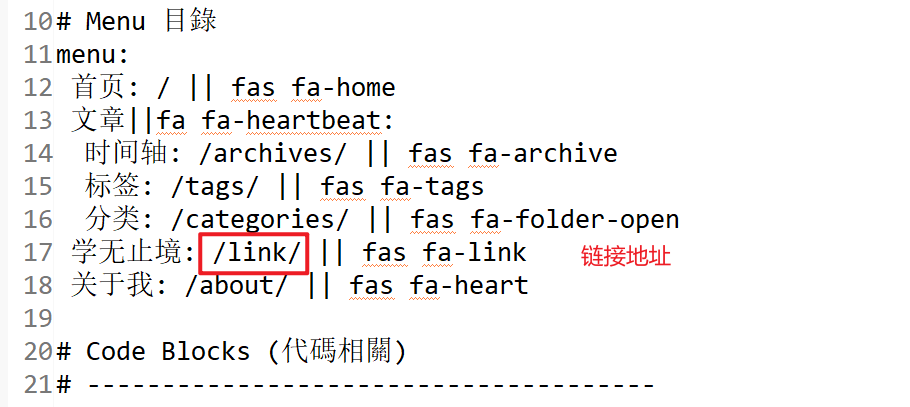 10# Menu 目錄
11menu:
12 首页: / || fas fa-home
13 文章||fa fa-heartbeat:
14  时间轴: /archives/ || fas fa-archive
15  标签: /tags/ || fas fa-tags
16  分类: /categories/ || fas fa-folder-open
17 学无止境: /link/ || fas fa-link 链接地址
18 关于我: /about/ || fas fa-heart
19
20# Code Blocks (代碼相關)
21# --------------------------------------